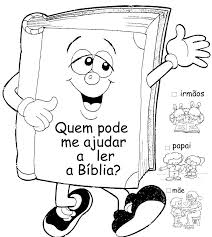 Quem pode
me ajudar
a ler
a Bíblia?
irmãos
papai
mãe